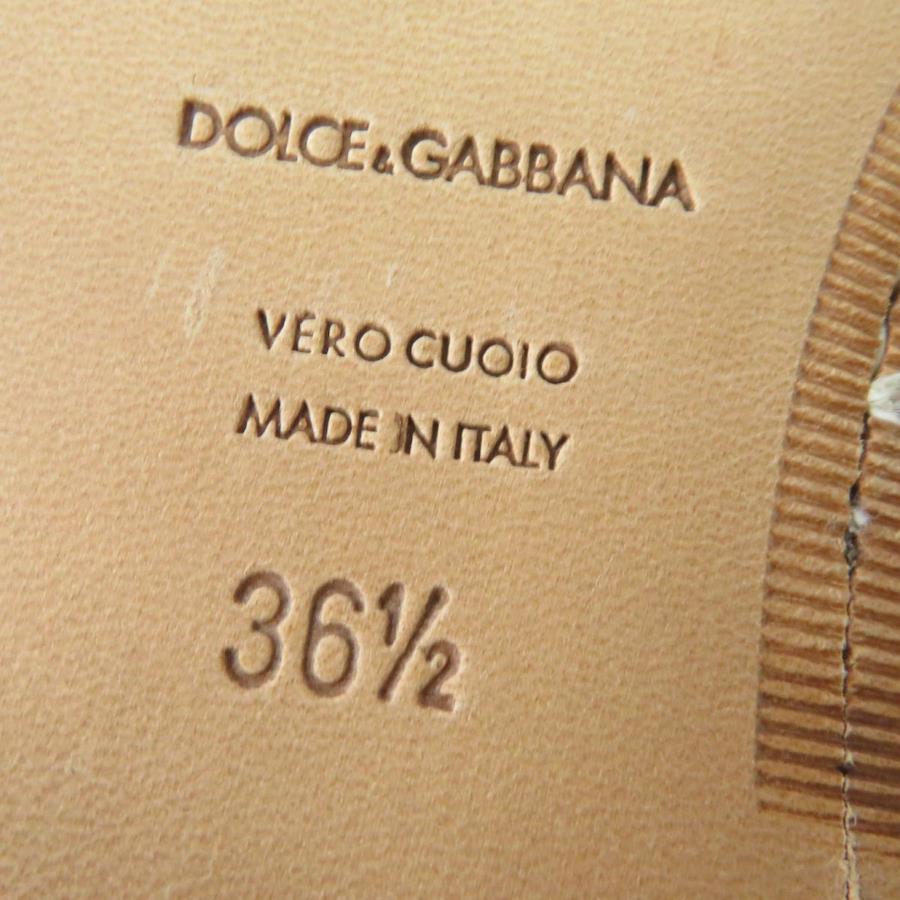 DOLCE&GABBANA
VERO CUOIO
MADE IN ITALY
36½